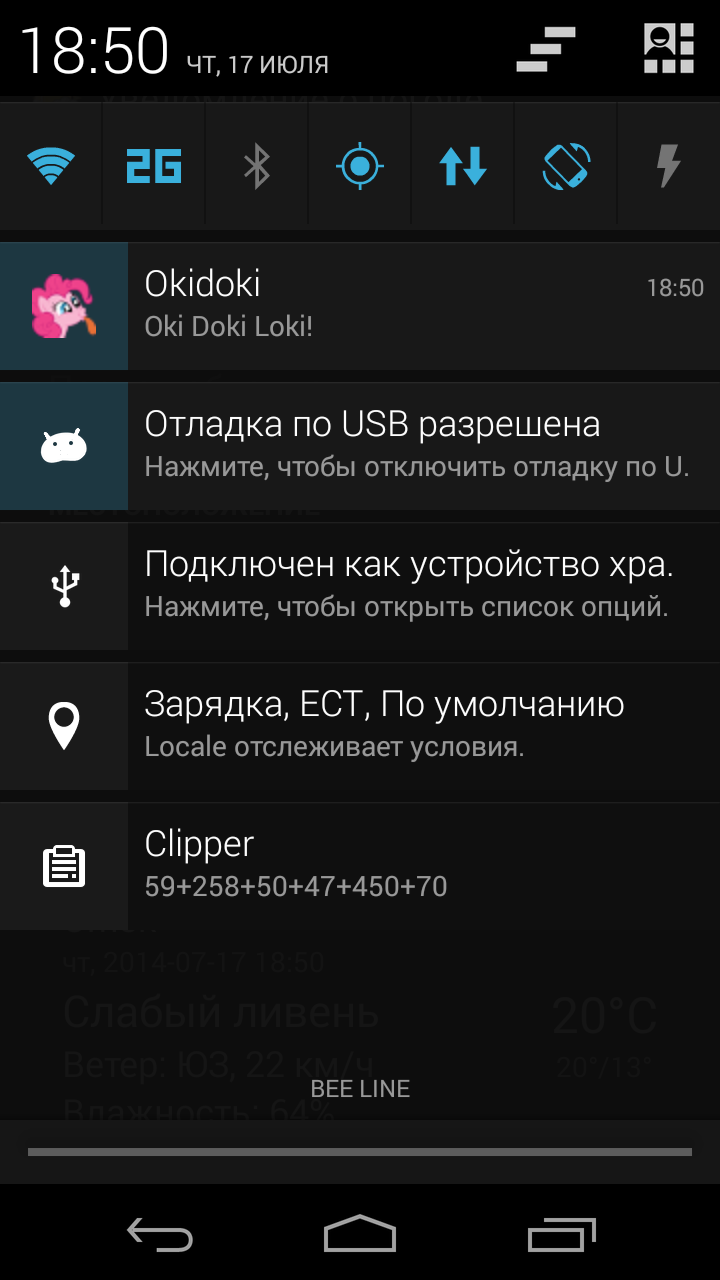 18:50 ЧТ, 17 ИЮЛЯ
2G
Okidoki
18:50
Oki Doki Loki!
Отладка по USB разрешена
Нажмите, чтобы отключить отладку по U.
Подключен как устройство хра.
Нажмите, чтобы открыть список опций.
Зарядка, ЕСТ, По умолчанию
Locale отслеживает условия.
Clipper
59+258+50+47+450+70
чт, 2014-07-17 18:50
Слабый ливень
20°C
Ветер: ЮЗ, 22 км/ч
20°/13°
BEE LINE
Влажность: 64%